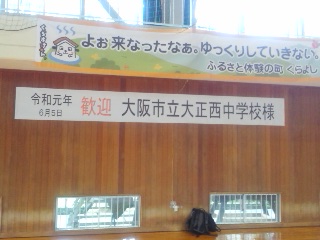 よぉ来なったなぁ。ゆっくりしていきない。
ふるさと体験の町 くらよし
令和元年
6月5日
歓迎 大阪市立大正西中学校様